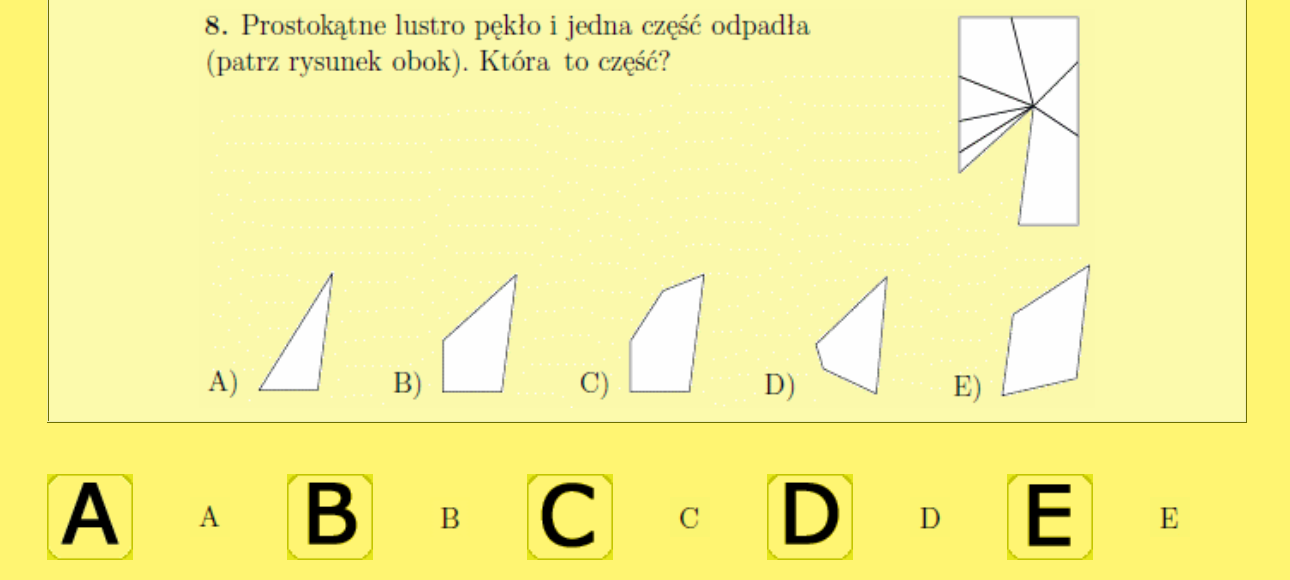 8. Prostokątne lustro pękło i jedna część odpadła
(patrz rysunek obok). Która to część?
A) B) C) D) E)
A A B B C C D D E E